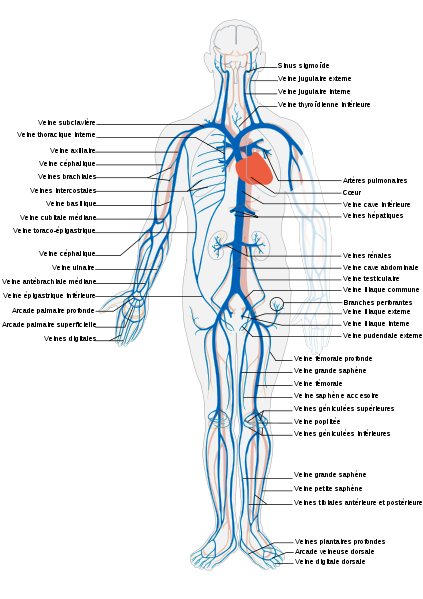 Sinus sigmoïde
Veine jugulaire externe
Veine jugulaire interne
Veine thyroïdienne inférieure
Veine subclavière
Veine thoracique interne
Veine axillaire
Veine céphalique
Veines brachiales
Veines intercostales
Veine basilique
Veine cubitale médiane
Veine toraco-épigastrique
Veine céphalique
Veine ulnaire
Veine antébrachiale médiane
Veine épigastrique inférieure
Arcade palmaire profonde
Arcade palmaire superficielle
Veines digitales
Artères pulmonaires
Cœur
Veine cave inférieure
Veines hépatiques
Veines rénales
Veine cave abdominale
Veine testiculaire
Veine iliaque commune
Branches perforantes
Veine iliaque externe
Veine iliaque interne
Veine pudendale externe
Veine fémorale profonde
Veine grande saphène
Veine fémorale
Veine saphène accesoire
Veines géniculées supérieures
Veine poplitée
Veines géniculées inférieures
Veine grande saphène
Veine petite saphène
Veines tibiales antérieure et postérieure
Veines plantaires profondes
Arcade veineuse dorsale
Veine digitale dorsale